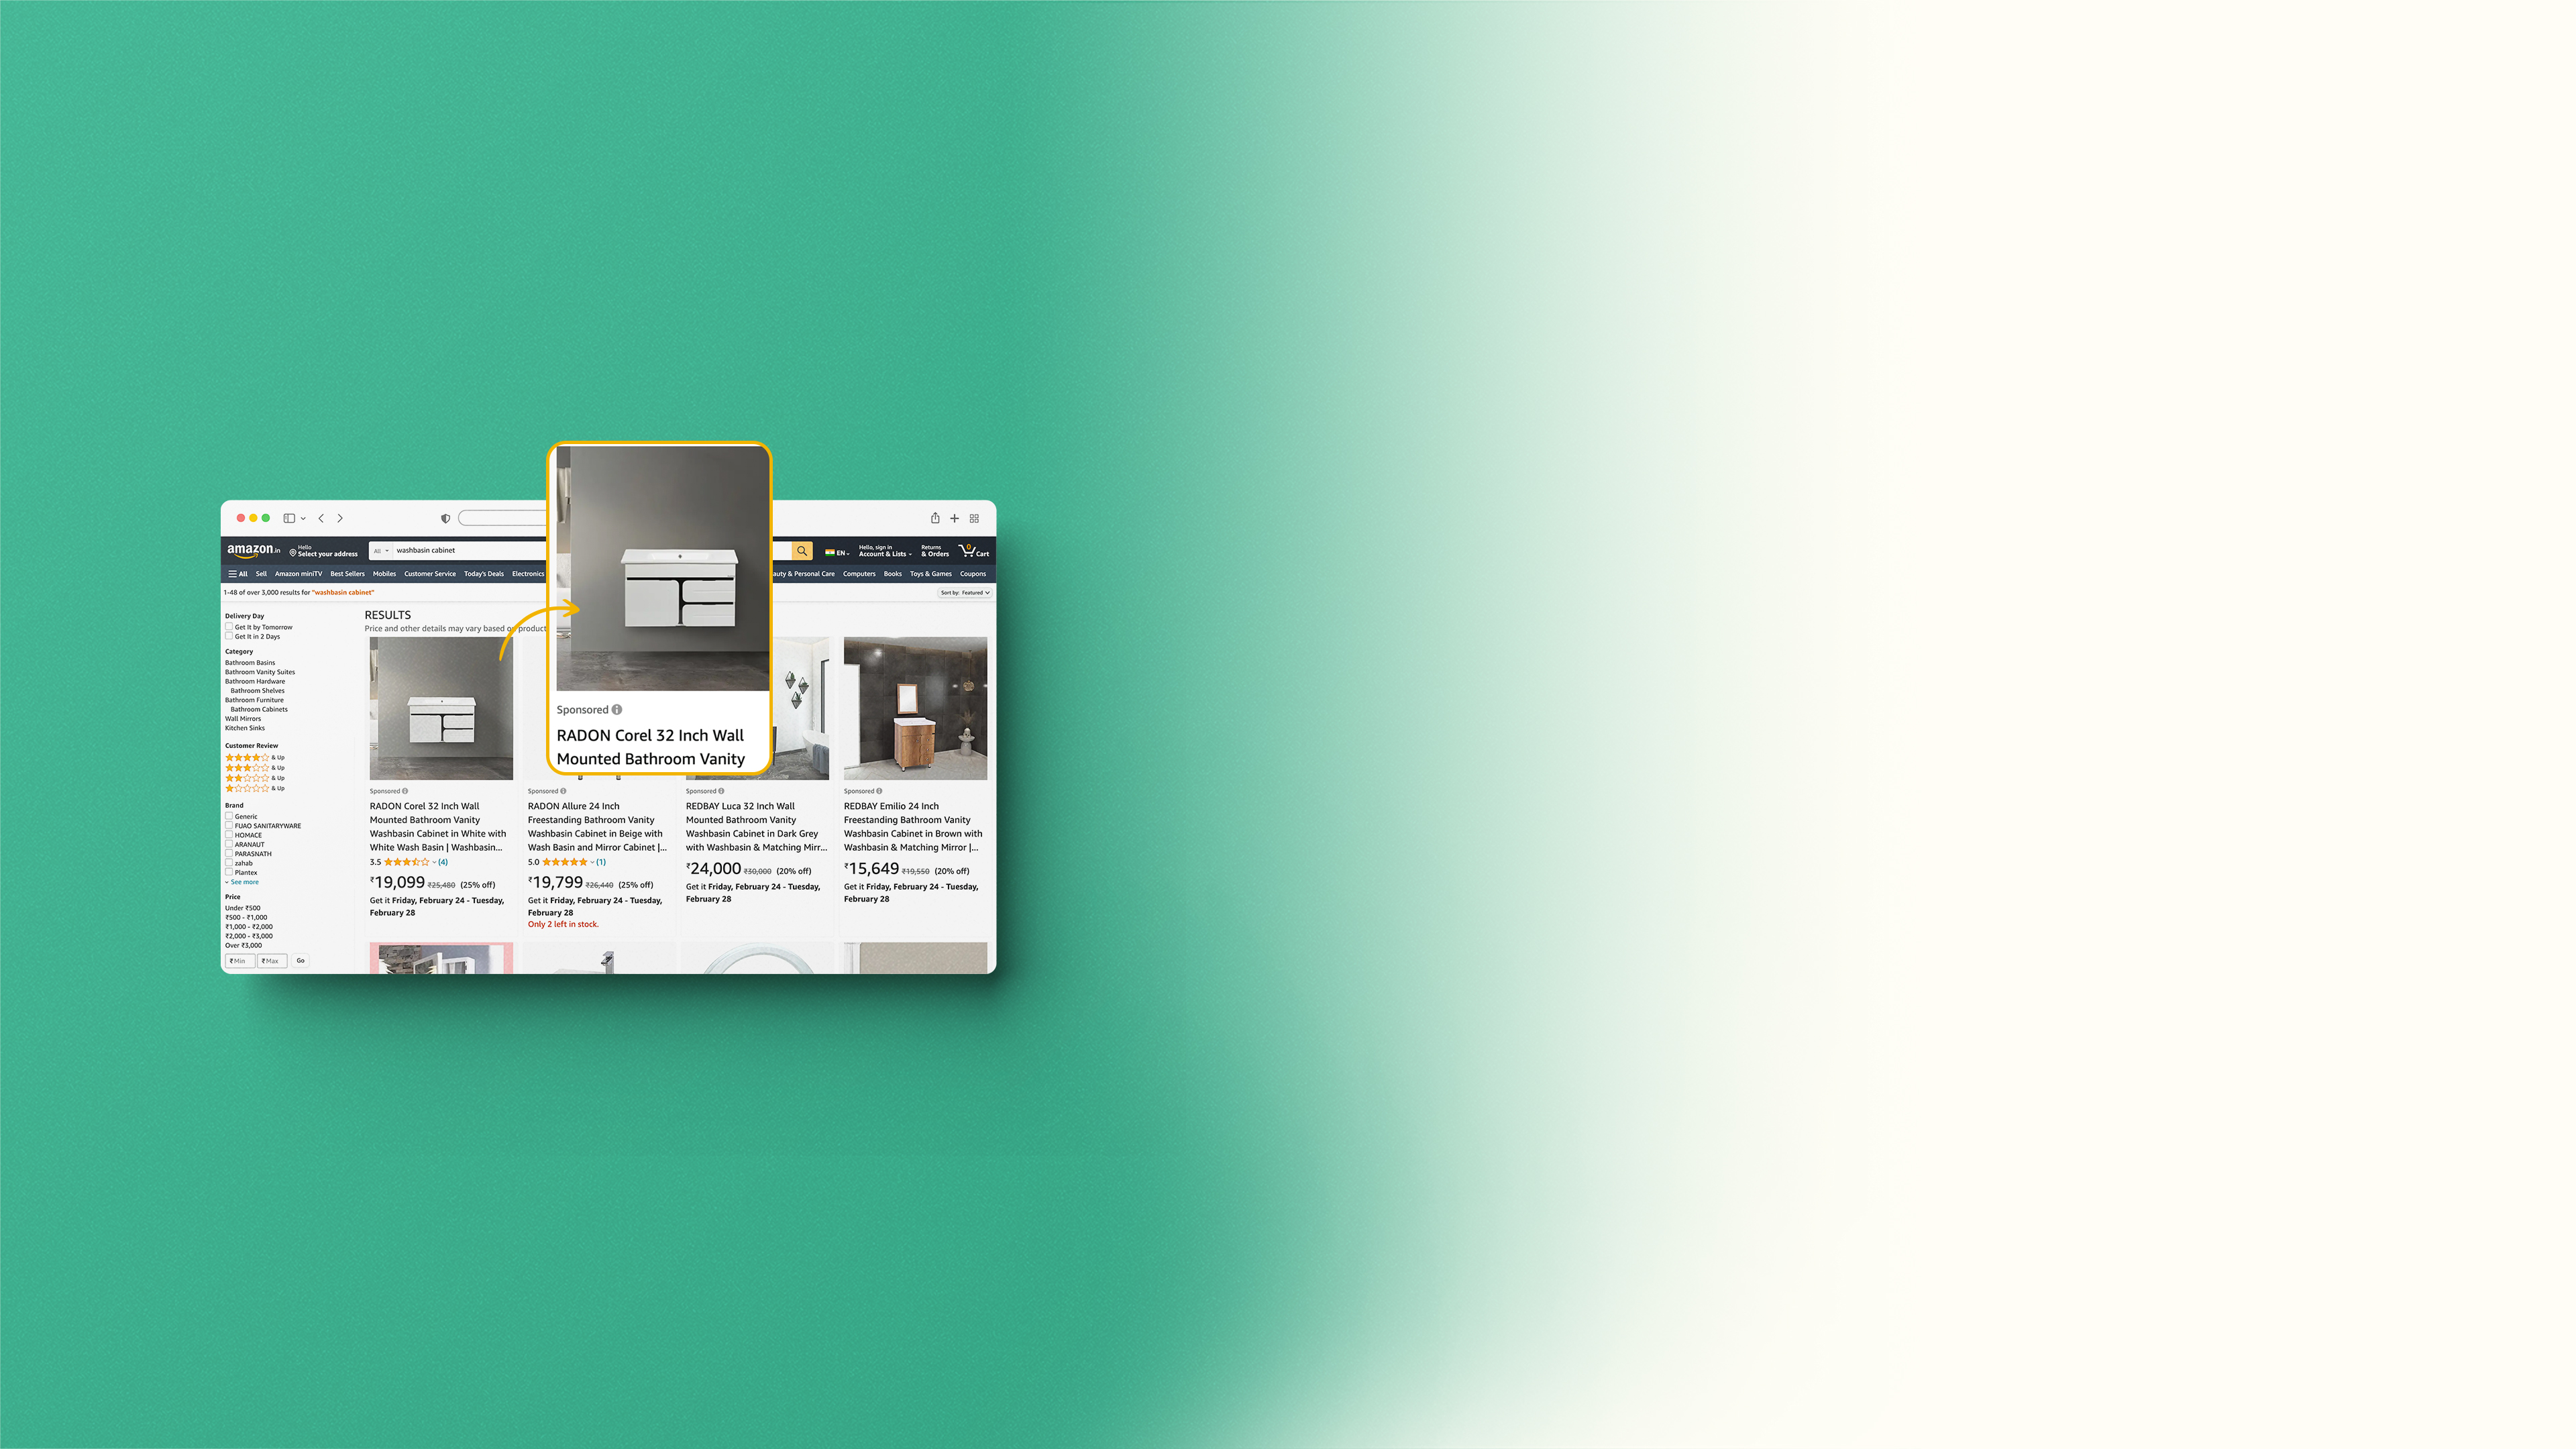 amazon.in
Hello
Select your address
All
washbasin cabinet
EN
Hello, sign in
Account & Lists
Returns
& Orders
0
Cart
All
Sell
Amazon miniTV
Best Sellers
Mobiles
Customer Service
Today's Deals
Electronics
auty & Personal Care
Computers
Books
Toys & Games
Coupons
1-48 of over 3,000 results for "washbasin cabinet"
Sort by: Featured
Delivery Day
Get It by Tomorrow
Get It in 2 Days
Category
Bathroom Basins
Bathroom Vanity Suites
Bathroom Hardware
Bathroom Shelves
Bathroom Furniture
Bathroom Cabinets
Wall Mirrors
Kitchen Sinks
Customer Review
& Up
& Up
& Up
& Up
Brand
Generic
FUAO SANITARYWARE
HOMACE
ARANAUT
PARASNATH
zahab
Plantex
See more
Price
Under ₹500
₹500 - ₹1,000
₹1,000 - ₹2,000
₹2,000 - ₹3,000
Over ₹3,000
₹ Min
₹ Max
Go
RESULTS
Price and other details may vary based on product
Sponsored
RADON Corel 32 Inch Wall
Mounted Bathroom Vanity
Sponsored
RADON Corel 32 Inch Wall
Mounted Bathroom Vanity
Washbasin Cabinet in White with
White Wash Basin | Washbasin...
3.5 (4)
₹19,099 ₹25,480 (25% off)
Get it Friday, February 24 - Tuesday,
February 28
Sponsored
RADON Allure 24 Inch
Freestanding Bathroom Vanity
Washbasin Cabinet in Beige with
Wash Basin and Mirror Cabinet |...
5.0 (1)
₹19,799 ₹26,440 (25% off)
Get it Friday, February 24 - Tuesday,
February 28
Only 2 left in stock.
Sponsored
REDBAY Luca 32 Inch Wall
Mounted Bathroom Vanity
Washbasin Cabinet in Dark Grey
with Washbasin & Matching Mirr...
₹24,000 ₹30,000 (20% off)
Get it Friday, February 24 - Tuesday,
February 28
Sponsored
REDBAY Emilio 24 Inch
Freestanding Bathroom Vanity
Washbasin Cabinet in Brown with
Washbasin & Matching Mirror |...
₹15,649 ₹19,550 (20% off)
Get it Friday, February 24 - Tuesday,
February 28